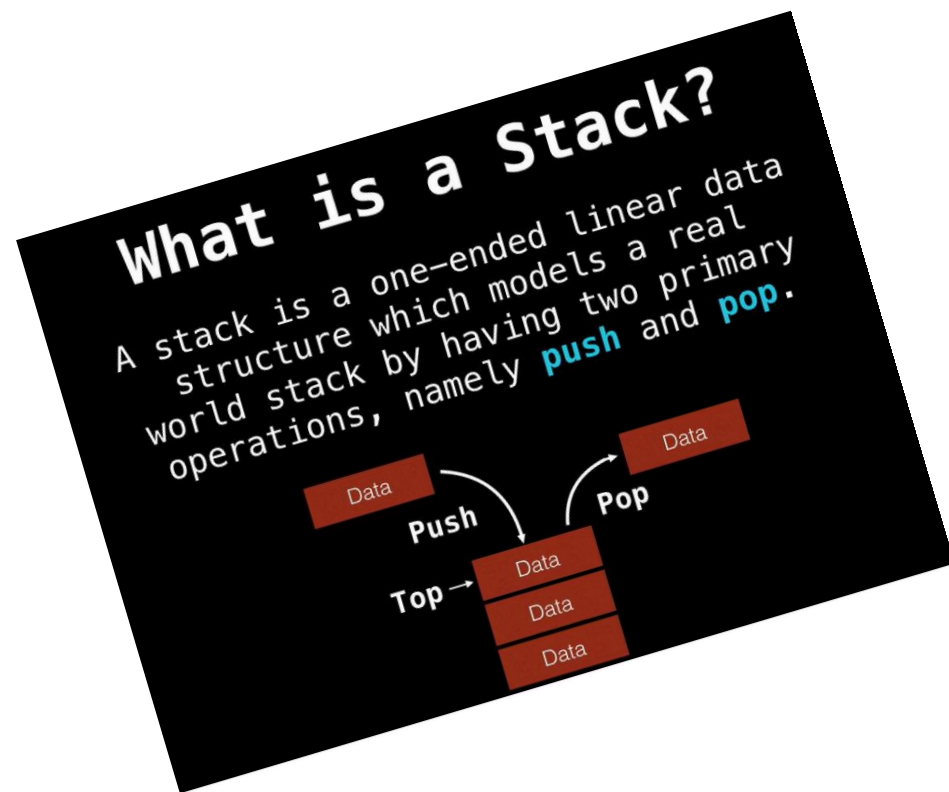 What is a Stack?
A stack is a one-ended linear data
structure which models a real
world stack by having two primary
operations, namely push and pop.
Data
Data
Push
Pop
Top
Data
Data
Data